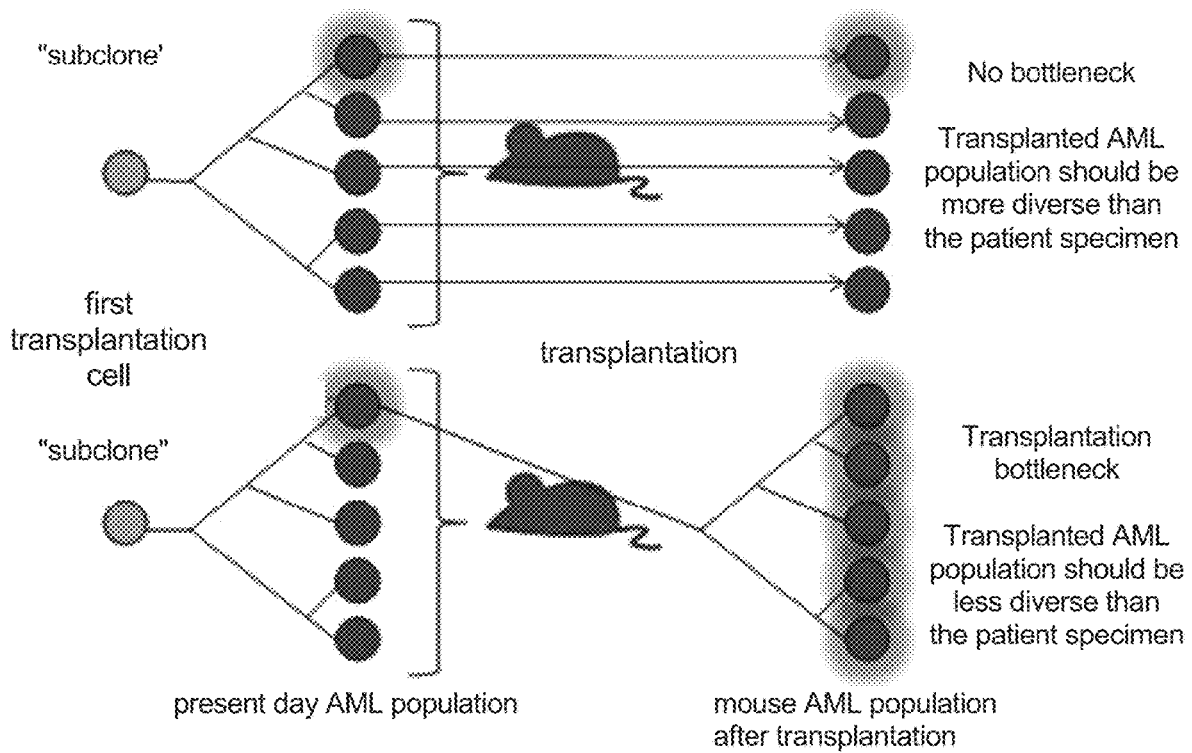 "subclone'
No bottleneck
Transplanted AML
population should be
more diverse than
the patient specimen
first
transplantation
cell
transplantation
"subclone"
Transplantation
bottleneck
Transplanted AML
population should be
less diverse than
the patient specimen
present day AML population
mouse AML population
after transplantation